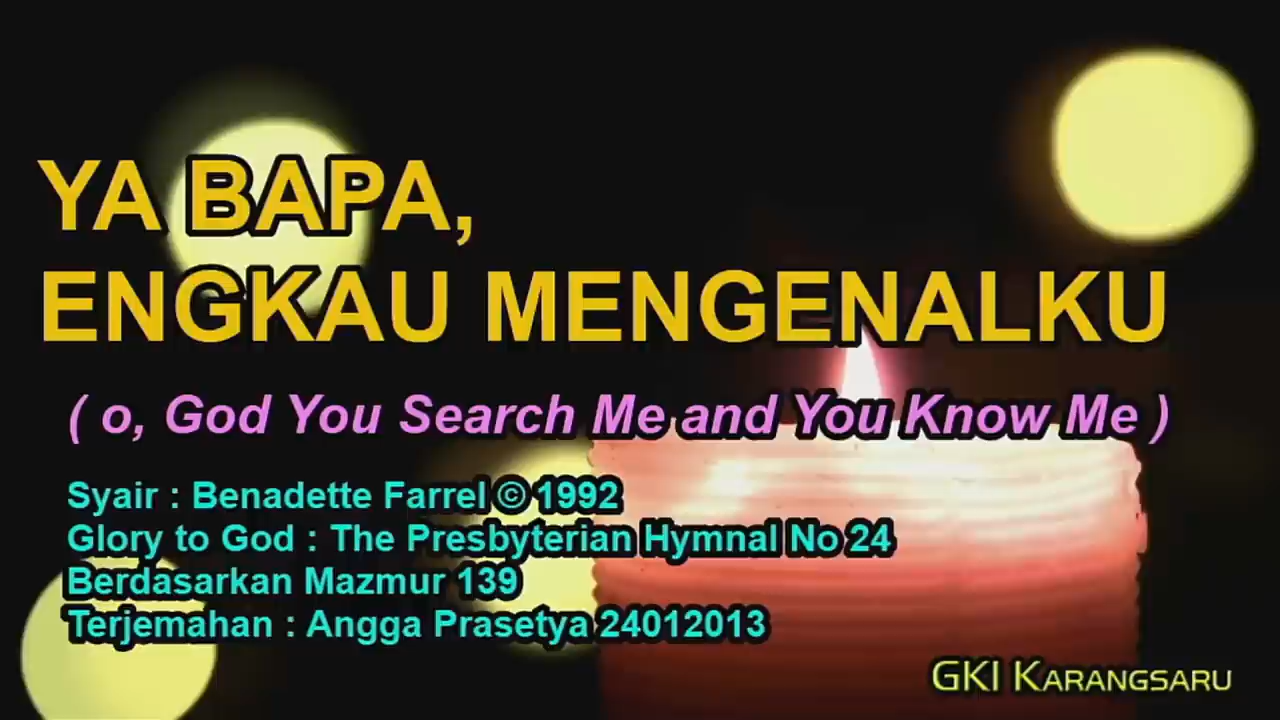 YA BAPA,
ENGKAU MENGENALKU
( o, God You Search Me and You Know Me )
Syair : Benadette Farrel © 1992
Glory to God : The Presbyterian Hymnal No 24
Berdasarkan Mazmur 139
Terjemahan : Angga Prasetya 24012013
GKI KARANGSARU